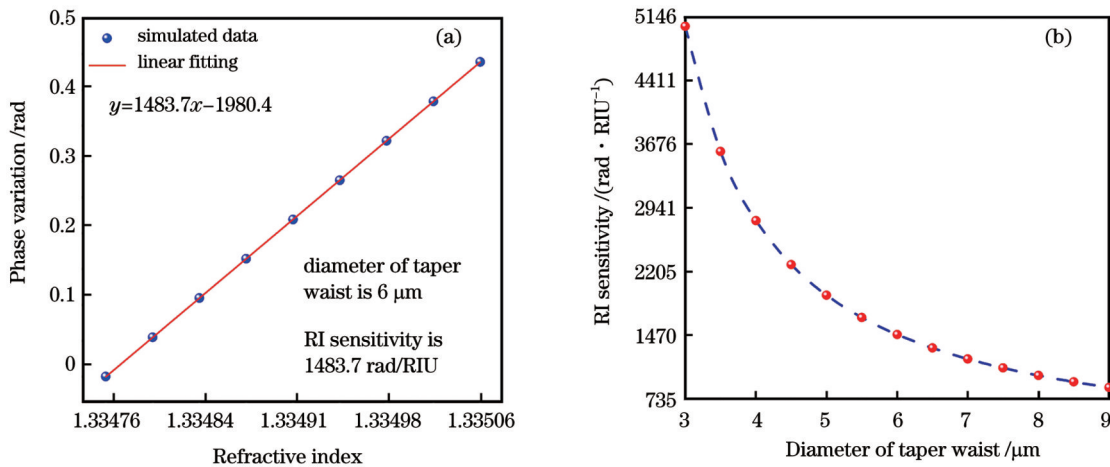 (a)
simulated data
linear fitting
y=1483.7x−1980.4
diameter of taper
waist is 6 μm
RI sensitivity is
1483.7 rad/RIU
Phase variation /rad
0.5
0.4
0.3
0.2
0.1
0
1.33476 1.33484 1.33491 1.33498 1.33506
Refractive index
(b)
RI sensitivity /(rad · RIU⁻¹)
5146
4411
3676
2941
2205
1470
735
3 4 5 6 7 8 9
Diameter of taper waist /μm